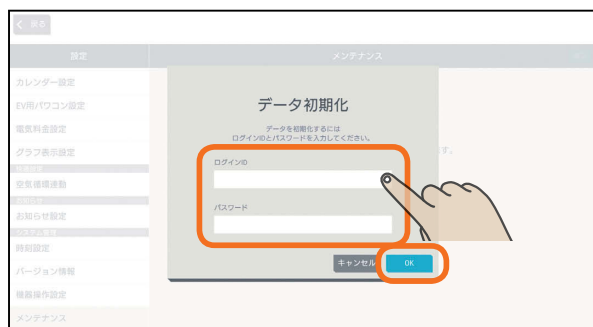 戻る
設定
メンテナンス
カレンダー設定
EV用パワコン設定
電気料金設定
グラフ表示設定
空気循環連動
お知らせ設定
時刻設定
バージョン情報
機器操作設定
メンテナンス
データ初期化
データを初期化するには
ログインIDとパスワードを入力してください。
ログインID
パスワード
キャンセル
OK
す。